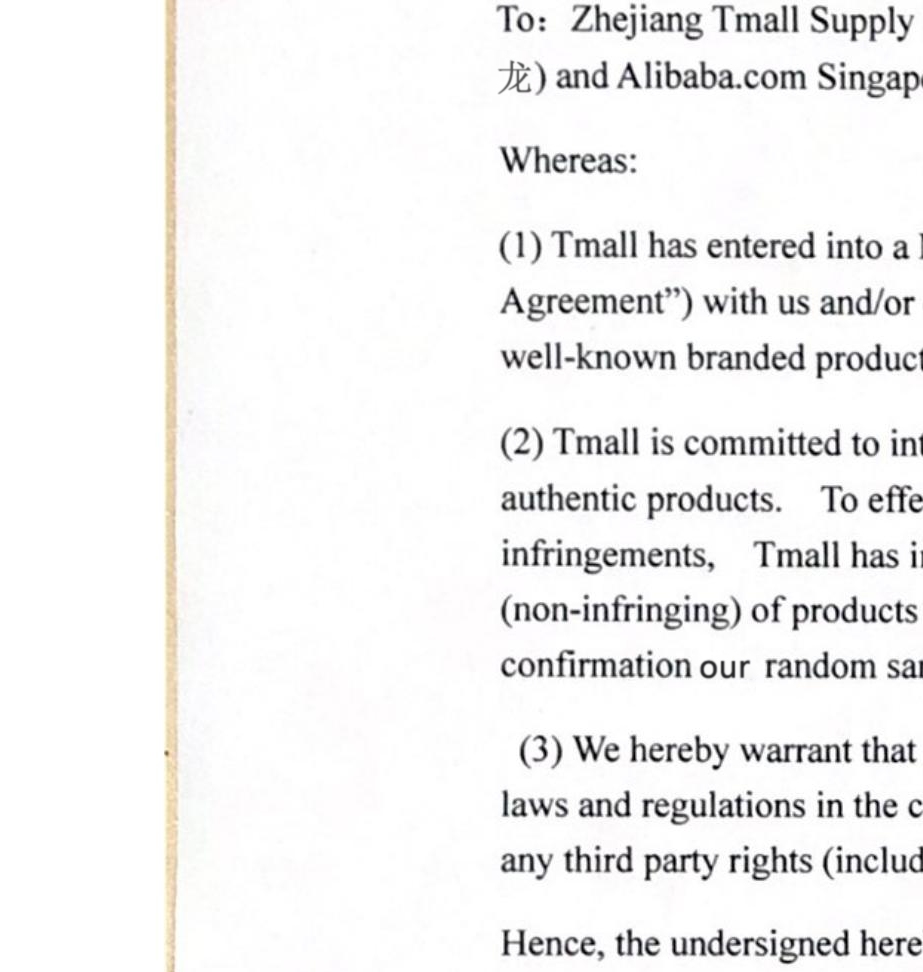 To: Zhejiang Tmall Supply
龙) and Alibaba.com Singap
Whereas:
(1) Tmall has entered into a
Agreement”) with us and/or
well-known branded product
(2) Tmall is committed to int
authentic products. To effe
infringements, Tmall has i
(non-infringing) of products
confirmation our random sa
(3) We hereby warrant that
laws and regulations in the c
any third party rights (includ
Hence, the undersigned here